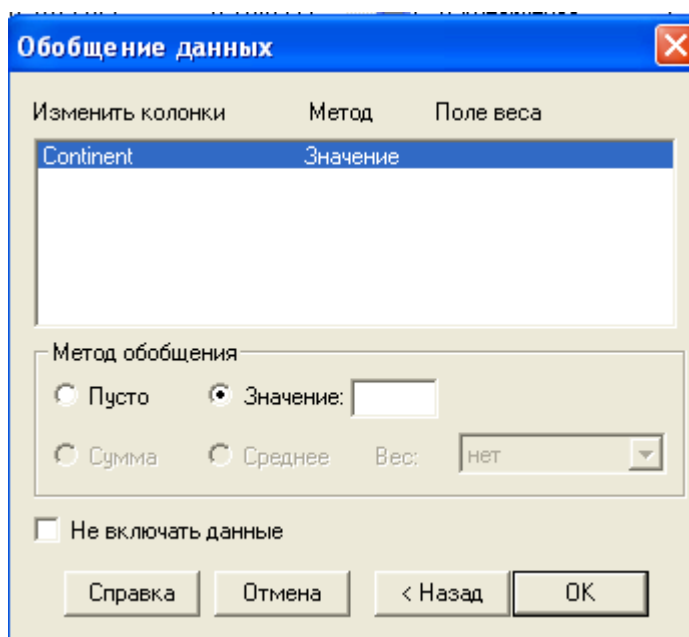 Обобщение данных
Изменить колонки Метод Поле веса
Continent Значение
Метод обобщения
Пусто Значение:
Сумма Среднее Вес: нет
Не включать данные
Справка Отмена < Назад OK